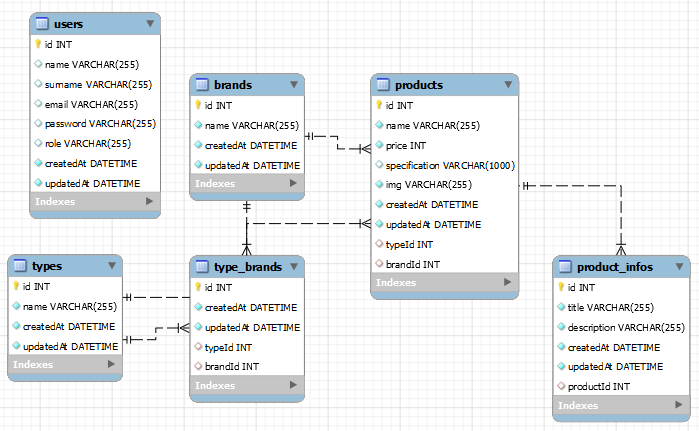 users
id INT
name VARCHAR(255)
surname VARCHAR(255)
email VARCHAR(255)
password VARCHAR(255)
role VARCHAR(255)
createdAt DATETIME
updatedAt DATETIME
Indexes
brands
id INT
name VARCHAR(255)
createdAt DATETIME
updatedAt DATETIME
Indexes
products
id INT
name VARCHAR(255)
price INT
specification VARCHAR(1000)
img VARCHAR(255)
createdAt DATETIME
updatedAt DATETIME
typeId INT
brandId INT
Indexes
types
id INT
name VARCHAR(255)
createdAt DATETIME
updatedAt DATETIME
Indexes
type_brands
id INT
createdAt DATETIME
updatedAt DATETIME
typeId INT
brandId INT
Indexes
product_infos
id INT
title VARCHAR(255)
description VARCHAR(255)
createdAt DATETIME
updatedAt DATETIME
productId INT
Indexes